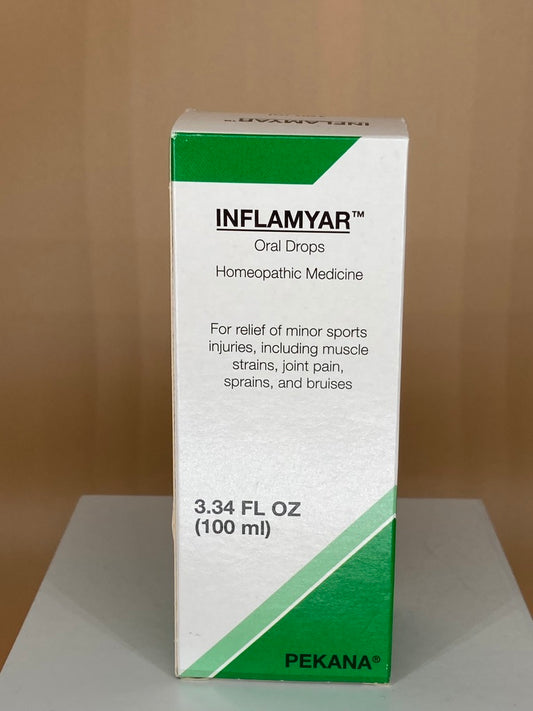 INFLAMYAR™
INFLAMYAR™
Oral Drops
Homeopathic Medicine
For relief of minor sports
injuries, including muscle
strains, joint pain,
sprains, and bruises
3.34 FL OZ
(100 ml)
PEKANA®